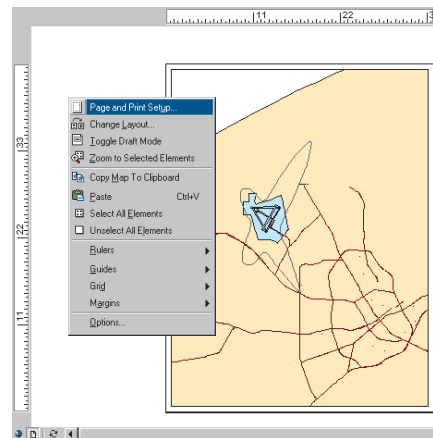 11 22 3
33
22
11
Page and Print Setup...
Change Layout...
Toggle Draft Mode
Zoom to Selected Elements
Copy Map To Clipboard
Paste Ctrl+V
Select All Elements
Unselect All Elements
Rulers
Guides
Grid
Margins
Options...